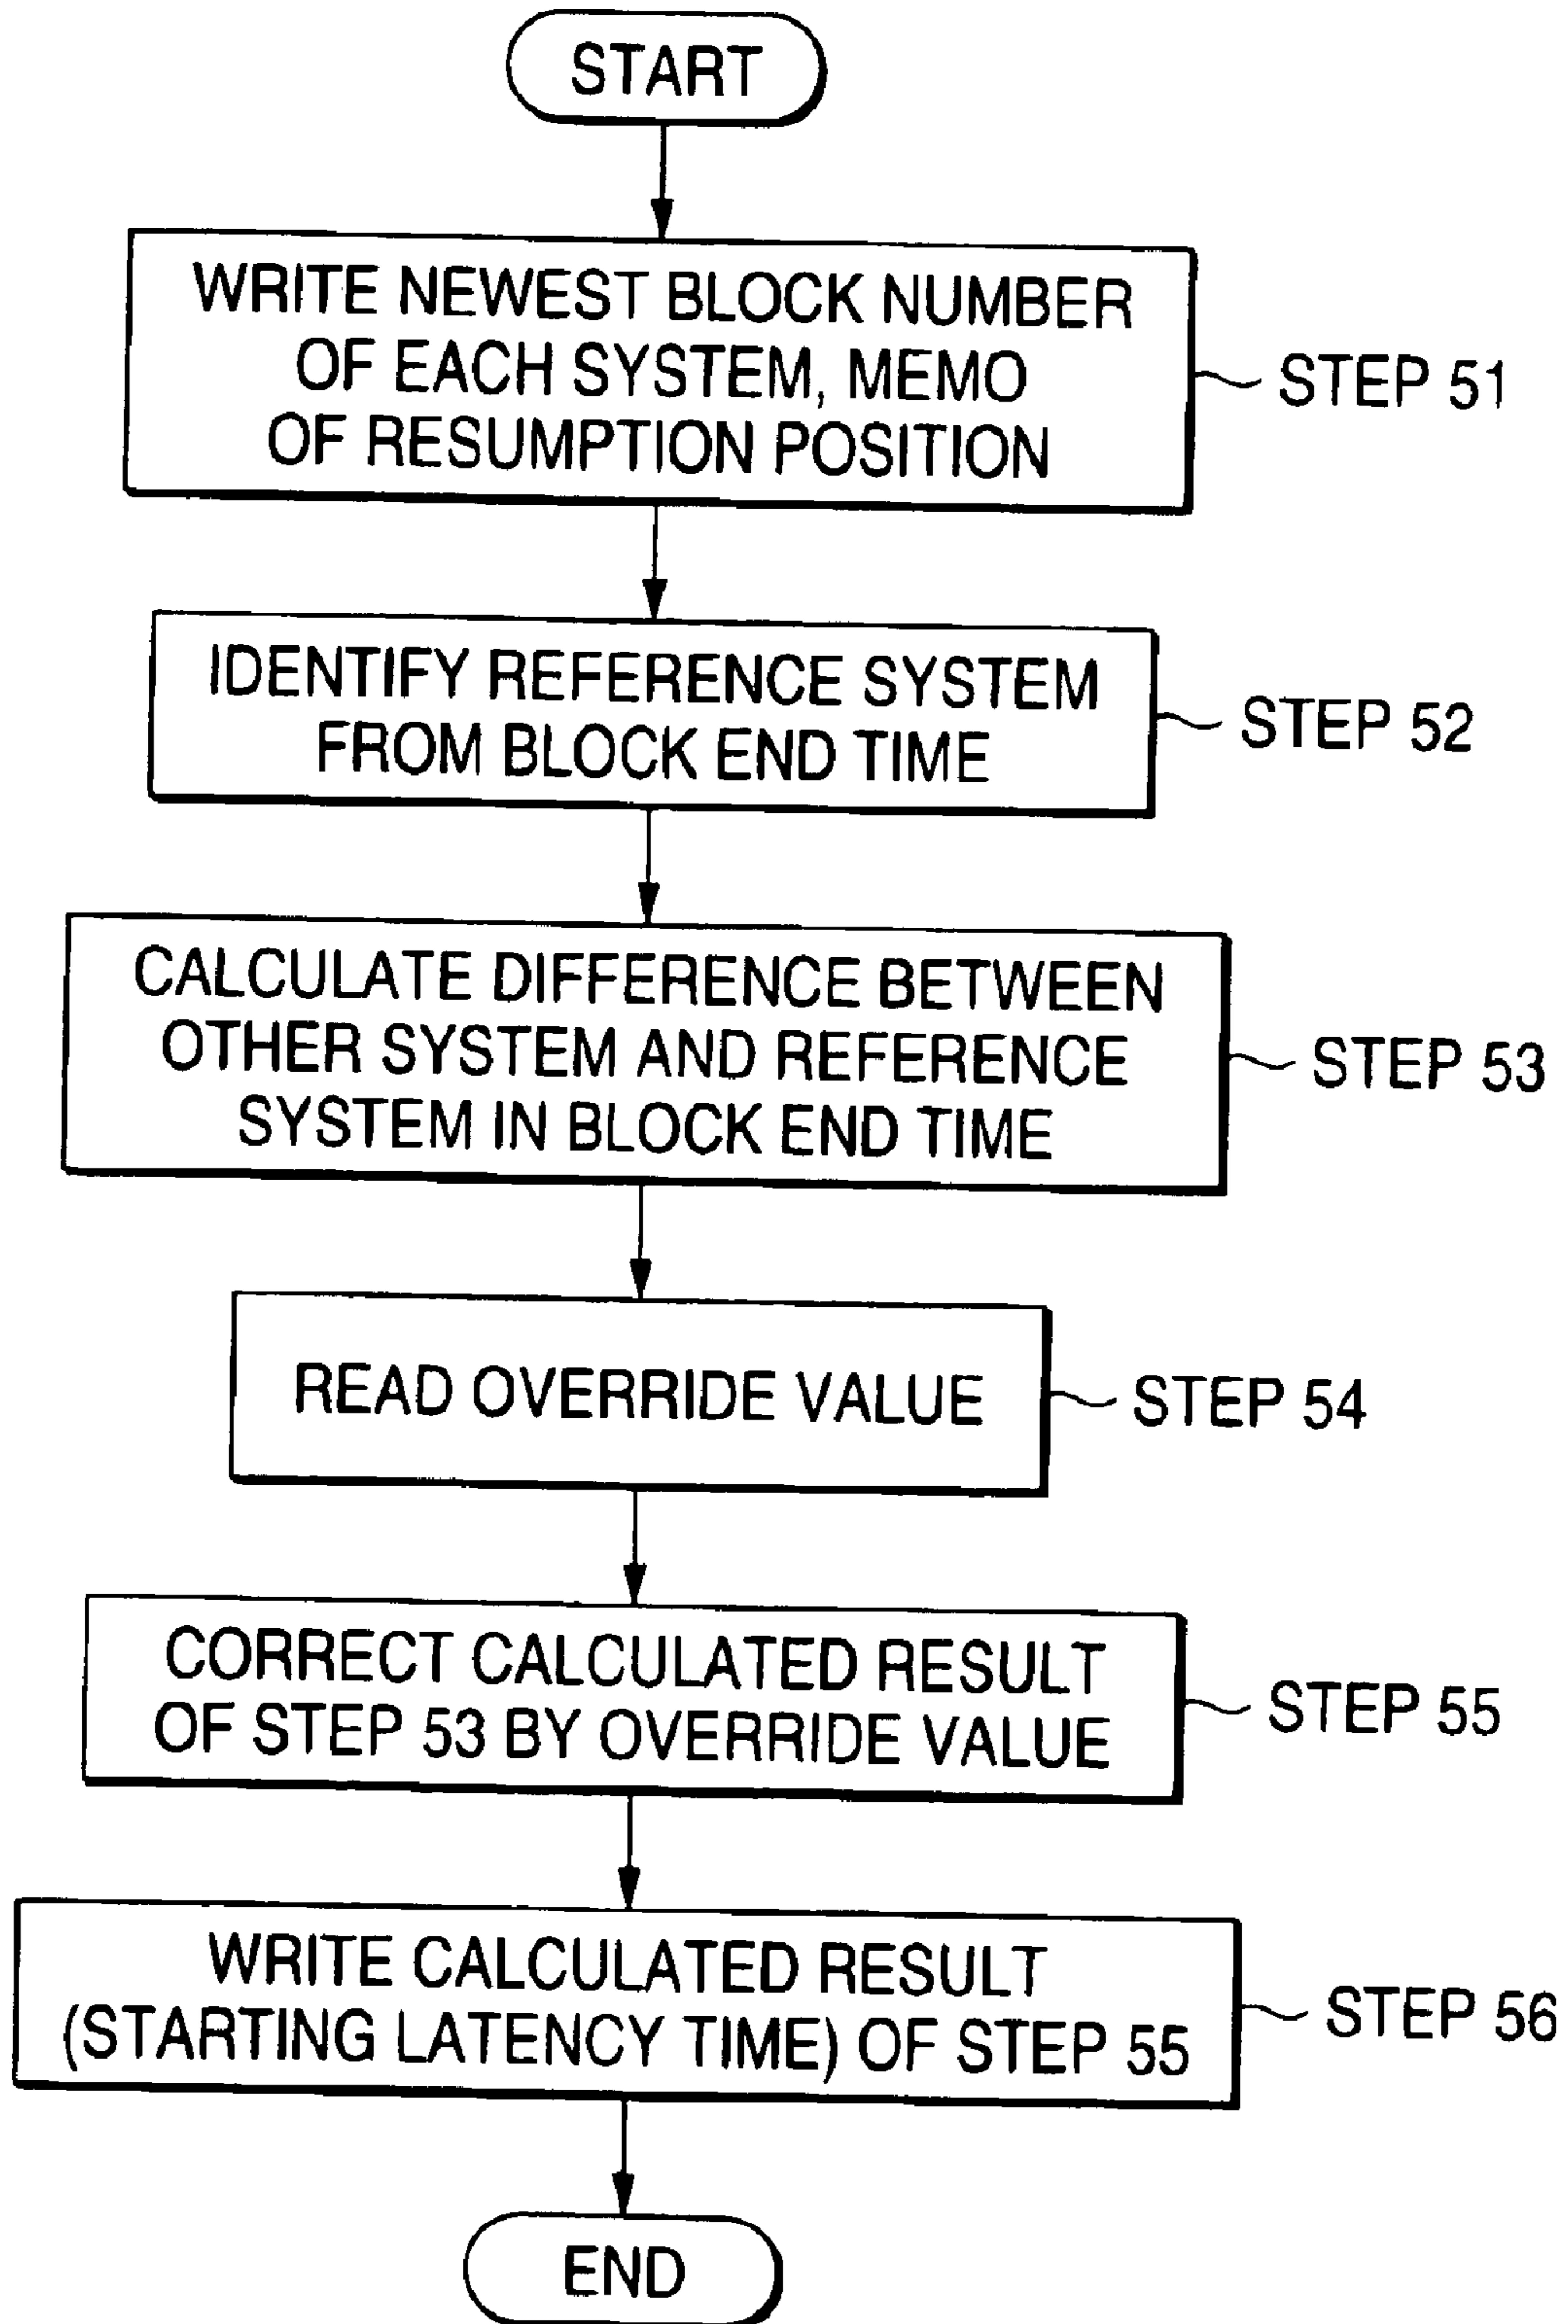 START
WRITE NEWEST BLOCK NUMBER
OF EACH SYSTEM, MEMO
OF RESUMPTION POSITION
STEP 51
IDENTIFY REFERENCE SYSTEM
FROM BLOCK END TIME
STEP 52
CALCULATE DIFFERENCE BETWEEN
OTHER SYSTEM AND REFERENCE
SYSTEM IN BLOCK END TIME
STEP 53
READ OVERRIDE VALUE
STEP 54
CORRECT CALCULATED RESULT
OF STEP 53 BY OVERRIDE VALUE
STEP 55
WRITE CALCULATED RESULT
(STARTING LATENCY TIME) OF STEP 55
STEP 56
END